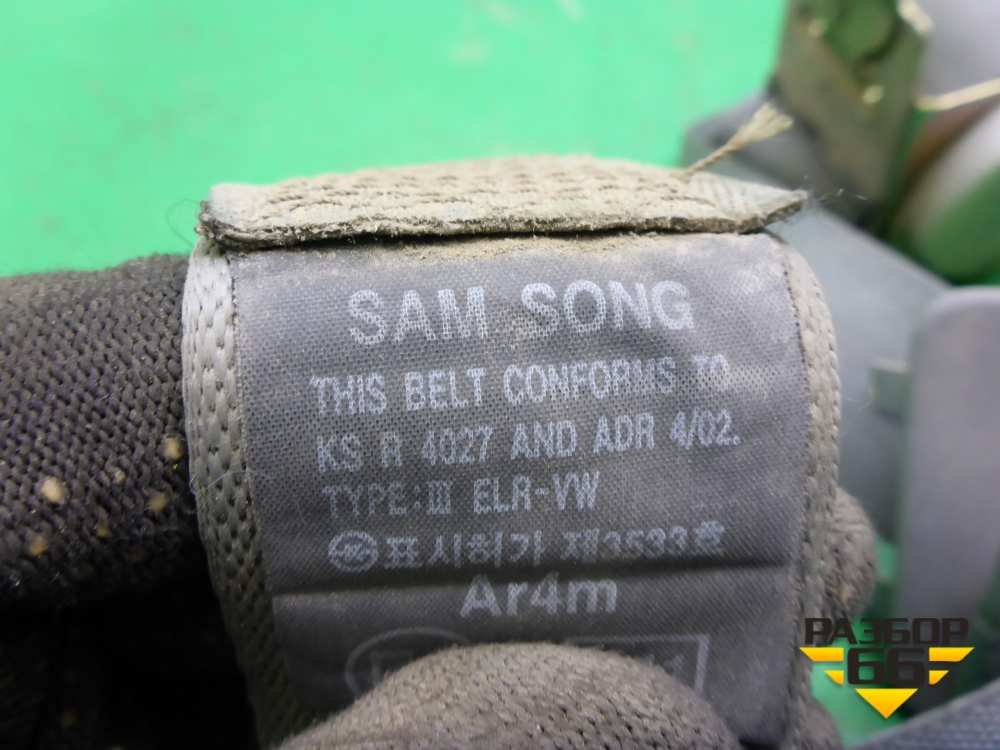 SAM SONG
THIS BELT CONFORMS TO
KS R 4027 AND ADR 4/02.
TYPE:III ELR-VW
표시허가 제3533호
Ar4m
РАЗБОР
66